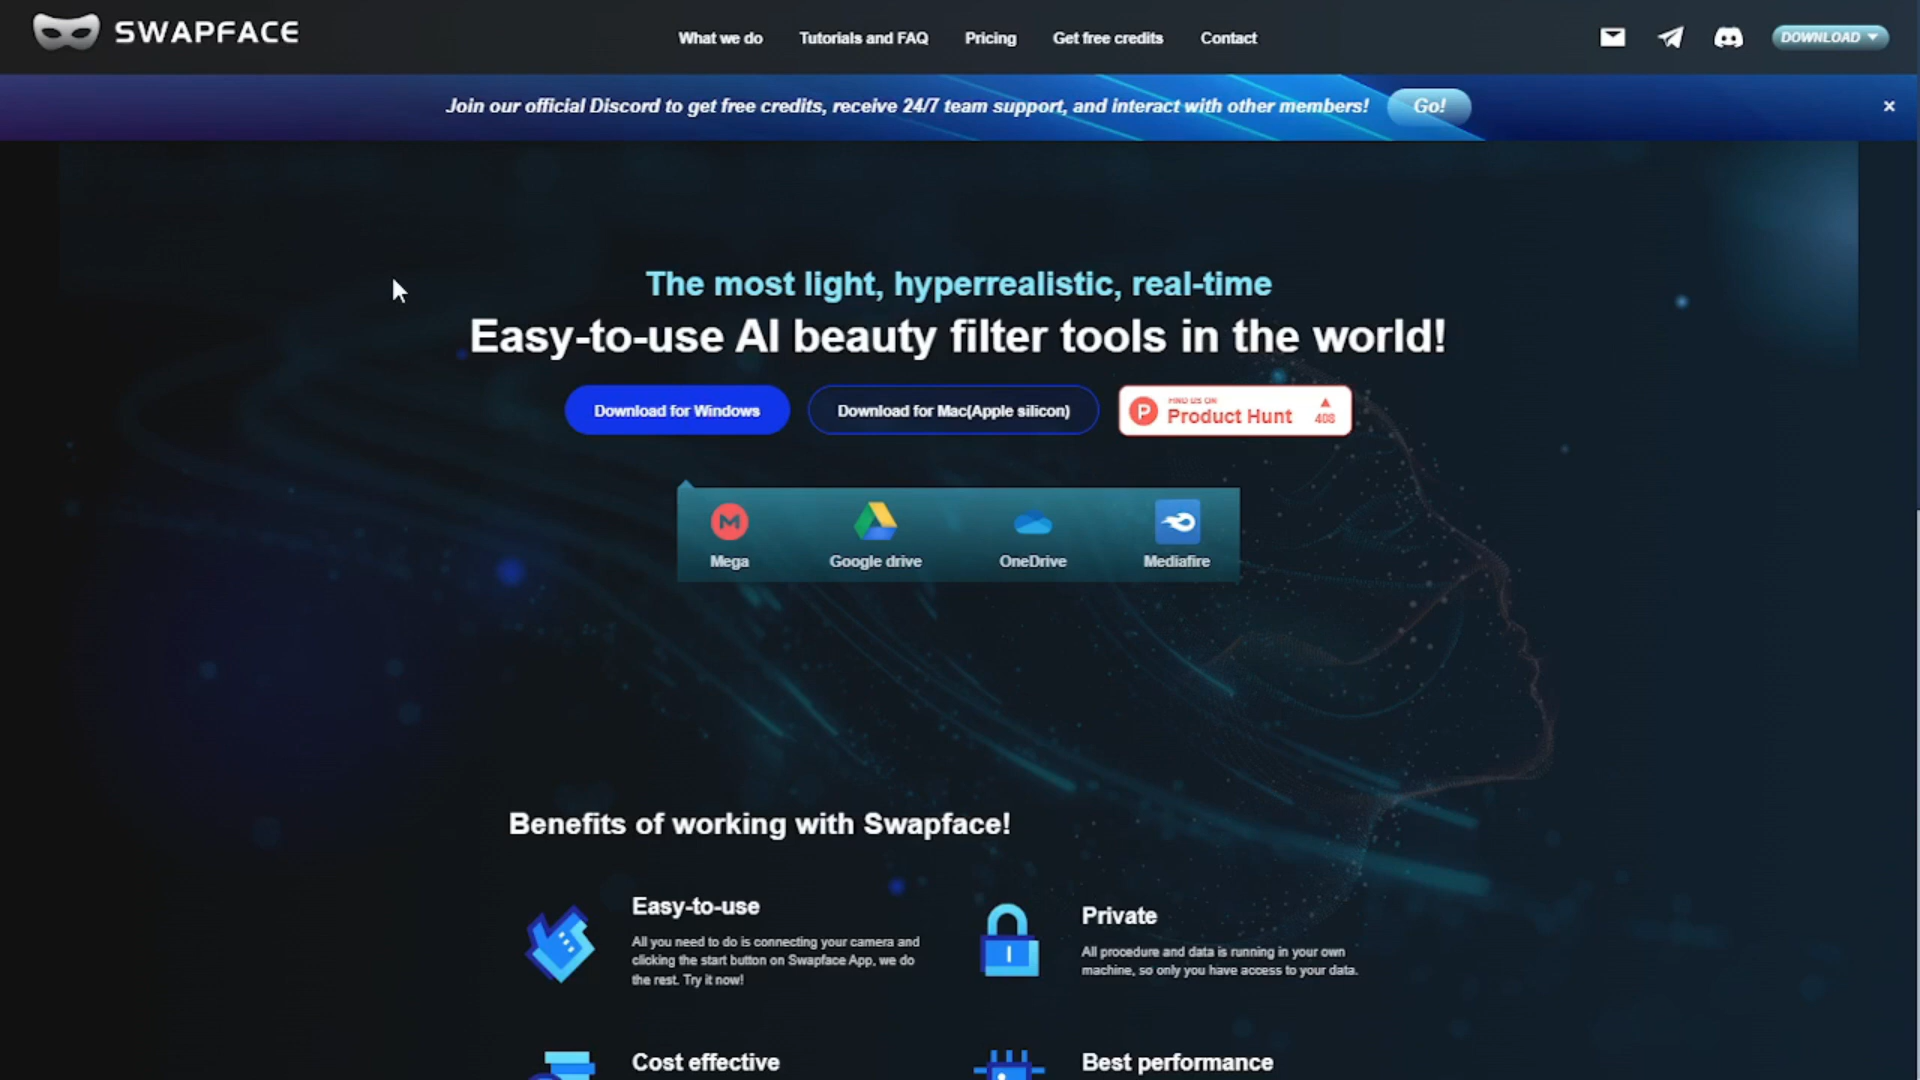 SWAPFACE
What we do
Tutorials and FAQ
Pricing
Get free credits
Contact
DOWNLOAD
Join our official Discord to get free credits, receive 24/7 team support, and interact with other members!
Go!
The most light, hyperrealistic, real-time
Easy-to-use AI beauty filter tools in the world!
Download for Windows
Download for Mac(Apple silicon)
P
FIND US ON
Product Hunt
408
Mega
Google drive
OneDrive
Mediafire
Benefits of working with Swapface!
Easy-to-use
All you need to do is connecting your camera and
clicking the start button on Swapface App, we do
the rest. Try it now!
Private
All procedure and data is running in your own
machine, so only you have access to your data.
Cost effective
Best performance